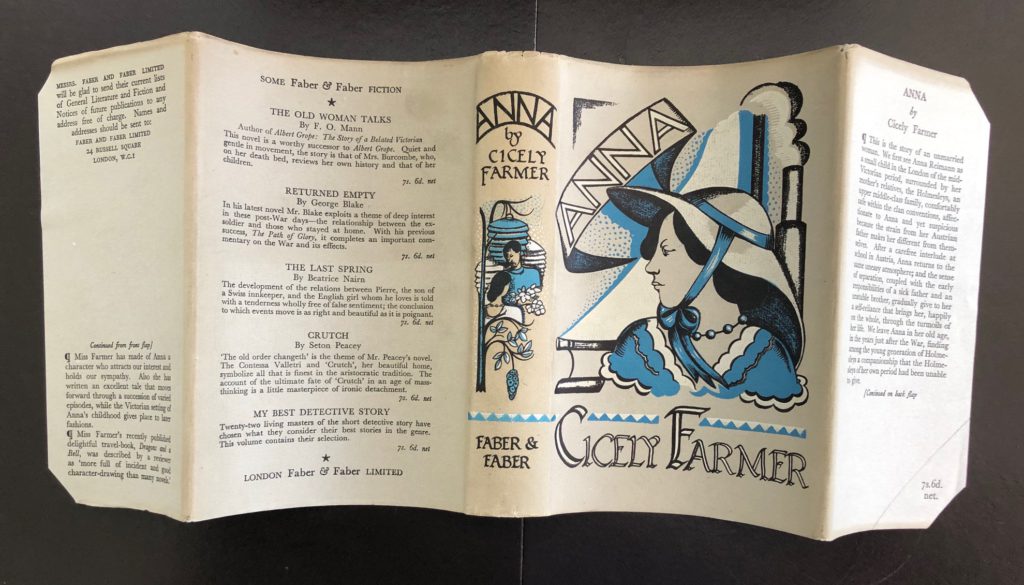 MESSRS. FABER AND FABER LIMITED
will be glad to send their current lists
of General Literature and Fiction and
Notices of future publications to any
address free of charge. Names and
addresses should be sent to:
FABER AND FABER LIMITED
24 RUSSELL SQUARE
LONDON, W.C.1
(Continued from front flap)
¶ Miss Farmer has made of Anna a
character who attracts our interest and
holds our sympathy. Also she has
written an excellent tale that moves
forward through a succession of varied
episodes, while the Victorian setting of
Anna's childhood gives place to later
fashions.
¶ Miss Farmer's recently published
delightful travel-book, Dragons and a
Bell, was described by a reviewer
as 'more full of incident and good
character-drawing than many novels.'
SOME Faber & Faber FICTION
★
THE OLD WOMAN TALKS
By F. O. Mann
Author of Albert Grope: The Story of a Belated Victorian
This novel is a worthy successor to Albert Grope. Quiet and
gentle in movement, the story is that of Mrs. Burcombe, who,
on her death bed, reviews her own history and that of her
children.
7s. 6d. net
RETURNED EMPTY
By George Blake
In his latest novel Mr. Blake exploits a theme of deep interest
in these post-War days—the relationship between the ex-
soldier and those who stayed at home. With his previous
success, The Path of Glory, it completes an important com-
mentary on the War and its effects.
7s. 6d. net
THE LAST SPRING
By Beatrice Nairn
The development of the relations between Pierre, the son of
a Swiss innkeeper, and the English girl whom he loves is told
with a tenderness wholly free of false sentiment; the conclusion
to which events move is as right and beautiful as it is poignant.
7s. 6d. net
CRUTCH
By Seton Peacey
'The old order changeth' is the theme of Mr. Peacey's novel.
The Contessa Valletri and 'Crutch', her beautiful home,
symbolize all that is finest in the aristocratic tradition. The
account of the ultimate fate of 'Crutch' in an age of mass-
thinking is a little masterpiece of ironic detachment.
7s. 6d. net
MY BEST DETECTIVE STORY
Twenty-two living masters of the short detective story have
chosen what they consider their best stories in the genre.
This volume contains their selection.
7s. 6d. net
★
LONDON Faber & Faber LIMITED
ANNA
by
CICELY
FARMER
FABER &
FABER
ANNA
CICELY FARMER
ANNA
by
Cicely Farmer
¶ This is the story of an unmarried
woman. We first see Anna Reimann as
a small child in the London of the mid-
Victorian period, surrounded by her
mother's relatives, the Holmesleys, an
upper middle-class family, comfortably
safe within the clan conventions, affec-
tionate to Anna and yet suspicious
because the strain from her Austrian
father makes her different from them-
selves. After a carefree interlude at
school in Austria, Anna returns to the
same uneasy atmosphere; and the sense
of separation, coupled with the early
responsibilities of a sick father and an
unstable brother, gradually give to her
a self-reliance that brings her, happily
on the whole, through the turmoils of
her life. We leave Anna in her old age,
in the years just after the War, finding
among the young generation of Holme-
sleys a companionship that the Holme-
sleys of her own period had been unable
to give.
[Continued on back flap
7s. 6d.
net.